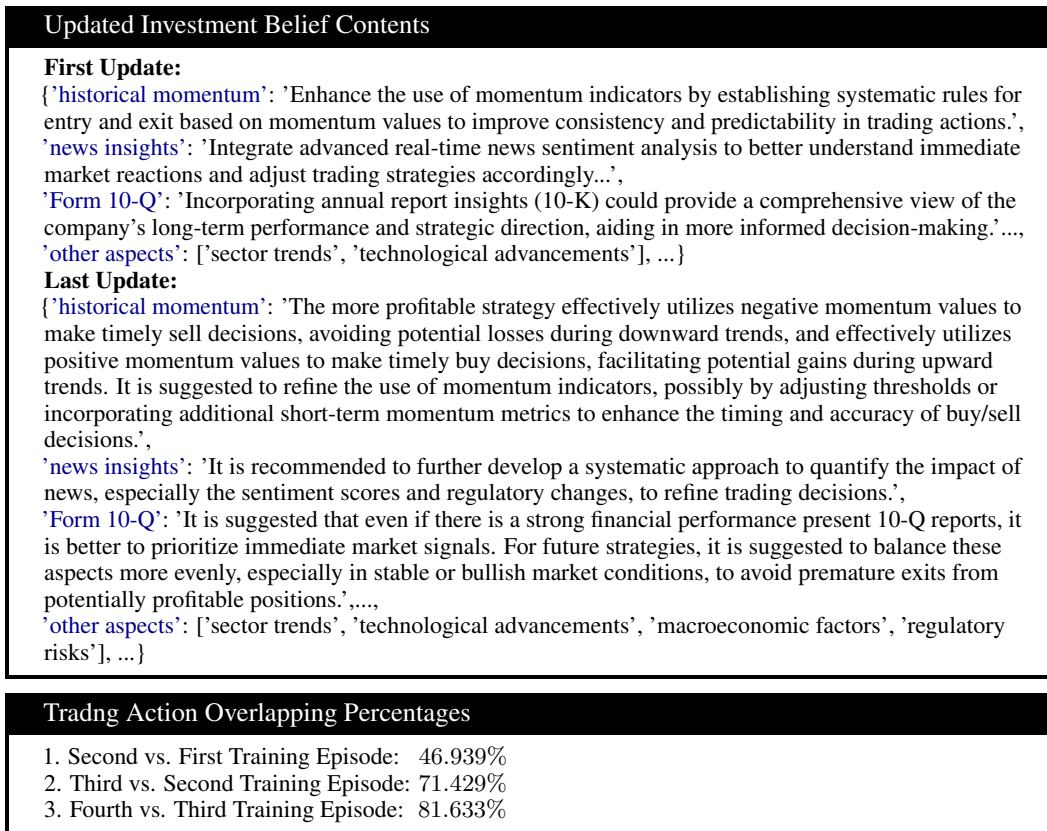 Updated Investment Belief Contents
First Update:
{’historical momentum’: ’Enhance the use of momentum indicators by establishing systematic rules for
entry and exit based on momentum values to improve consistency and predictability in trading actions.’,
’news insights’: ’Integrate advanced real-time news sentiment analysis to better understand immediate
market reactions and adjust trading strategies accordingly...’,
’Form 10-Q’: ’Incorporating annual report insights (10-K) could provide a comprehensive view of the
company’s long-term performance and strategic direction, aiding in more informed decision-making.’...,
’other aspects’: [’sector trends’, ’technological advancements’], ...}
Last Update:
{’historical momentum’: ’The more profitable strategy effectively utilizes negative momentum values to
make timely sell decisions, avoiding potential losses during downward trends, and effectively utilizes
positive momentum values to make timely buy decisions, facilitating potential gains during upward
trends. It is suggested to refine the use of momentum indicators, possibly by adjusting thresholds or
incorporating additional short-term momentum metrics to enhance the timing and accuracy of buy/sell
decisions.’,
’news insights’: ’It is recommended to further develop a systematic approach to quantify the impact of
news, especially the sentiment scores and regulatory changes, to refine trading decisions.’,
’Form 10-Q’: ’It is suggested that even if there is a strong financial performance present 10-Q reports, it
is better to prioritize immediate market signals. For future strategies, it is suggested to balance these
aspects more evenly, especially in stable or bullish market conditions, to avoid premature exits from
potentially profitable positions.’,...,
’other aspects’: [’sector trends’, ’technological advancements’, ’macroeconomic factors’, ’regulatory
risks’], ...}
Tradng Action Overlapping Percentages
1. Second vs. First Training Episode: 46.939%
2. Third vs. Second Training Episode: 71.429%
3. Fourth vs. Third Training Episode: 81.633%